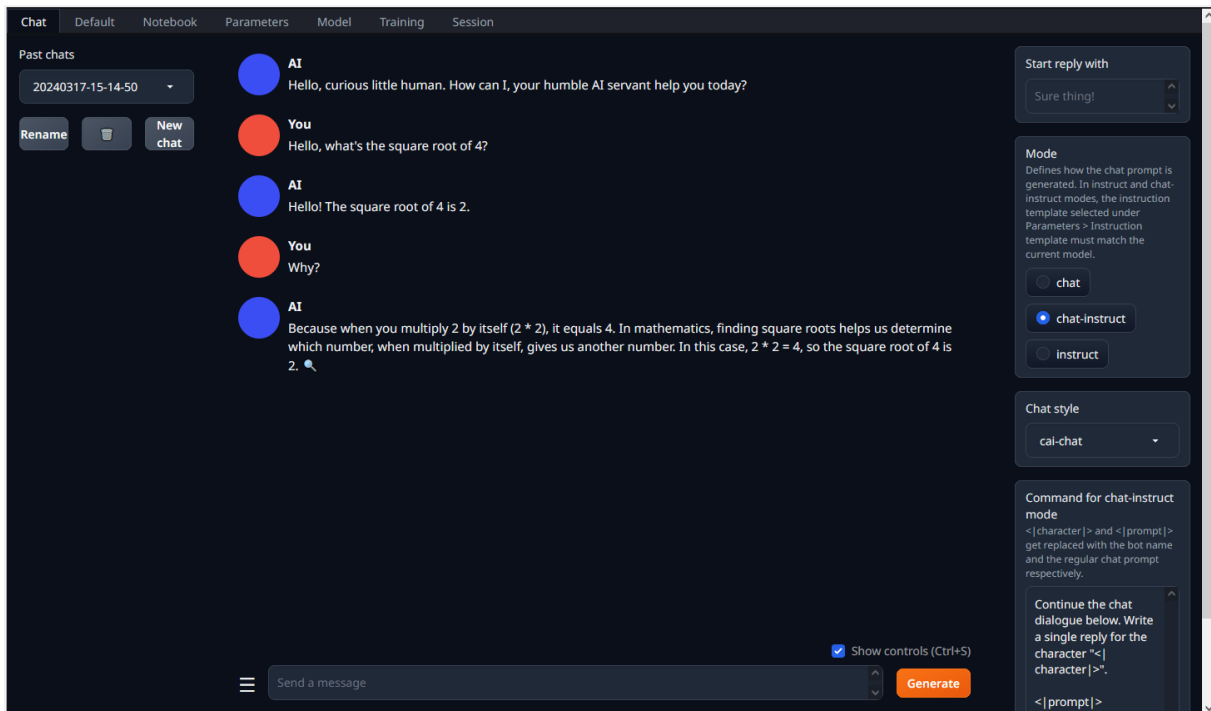 Chat Default Notebook Parameters Model Training Session
Past chats
20240317-15-14-50
Rename
New
chat
AI
Hello, curious little human. How can I, your humble AI servant help you today?
You
Hello, what's the square root of 4?
AI
Hello! The square root of 4 is 2.
You
Why?
AI
Because when you multiply 2 by itself (2 * 2), it equals 4. In mathematics, finding square roots helps us determine
which number, when multiplied by itself, gives us another number. In this case, 2 * 2 = 4, so the square root of 4 is
2. 🔍
Show controls (Ctrl+S)
Send a message
Generate
Start reply with
Sure thing!
Mode
Defines how the chat prompt is
generated. In instruct and chat-
instruct modes, the instruction
template selected under
Parameters > Instruction
template must match the
current model.
chat
chat-instruct
instruct
Chat style
cai-chat
Command for chat-instruct
mode
<|character|> and <|prompt|>
get replaced with the bot name
and the regular chat prompt
respectively.
Continue the chat
dialogue below. Write
a single reply for the
character "<|
character|>".
<|prompt|>